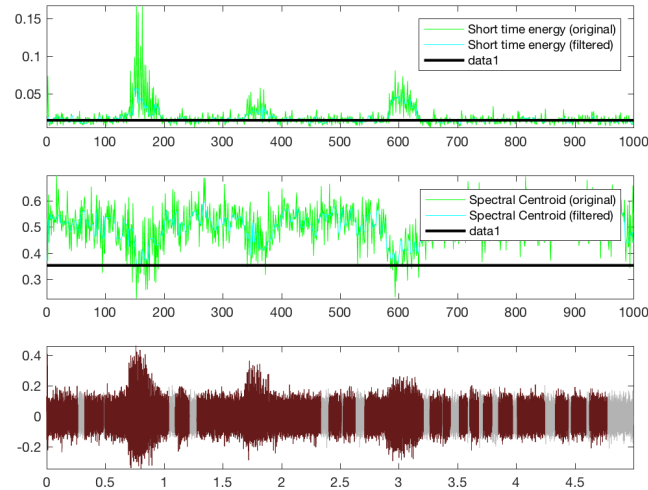 0.15
0.1
0.05
Short time energy (original)
Short time energy (filtered)
data1
0 100 200 300 400 500 600 700 800 900 1000
0.6
0.5
0.4
0.3
Spectral Centroid (original)
Spectral Centroid (filtered)
data1
0 100 200 300 400 500 600 700 800 900 1000
0.4
0.2
0
-0.2
0 0.5 1 1.5 2 2.5 3 3.5 4 4.5